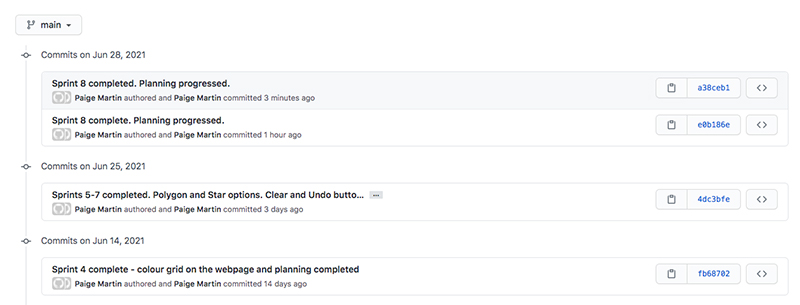 main
Commits on Jun 28, 2021
Sprint 8 completed. Planning progressed.
a38ceb1
Paige Martin authored and Paige Martin committed 3 minutes ago
Sprint 8 complete. Planning progressed.
e0b186e
Paige Martin authored and Paige Martin committed 1 hour ago
Commits on Jun 25, 2021
Sprints 5-7 completed. Polygon and Star options. Clear and Undo butto... ...
4dc3bfe
Paige Martin authored and Paige Martin committed 3 days ago
Commits on Jun 14, 2021
Sprint 4 complete - colour grid on the webpage and planning completed
fb68702
Paige Martin authored and Paige Martin committed 14 days ago